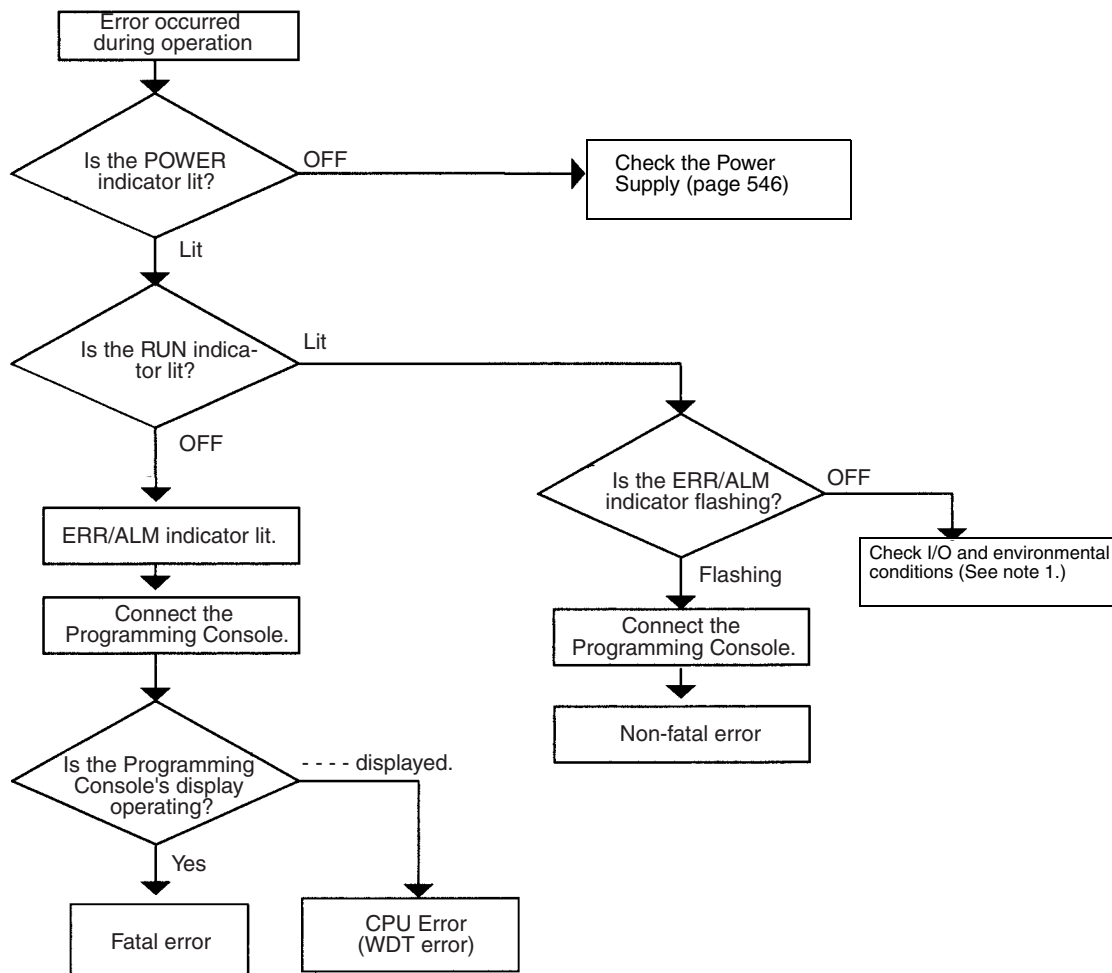 Error occurred
during operation
Is the POWER
indicator lit?
OFF
Check the Power
Supply (page 546)
Lit
Is the RUN indica-
tor lit?
Lit
OFF
Is the ERR/ALM
indicator flashing?
OFF
ERR/ALM indicator lit.
Check I/O and environmental
conditions (See note 1.)
Flashing
Connect the
Programming Console.
Connect the
Programming Console.
Non-fatal error
Is the Programming
Console's display
operating?
- - - - displayed.
Yes
Fatal error
CPU Error
(WDT error)